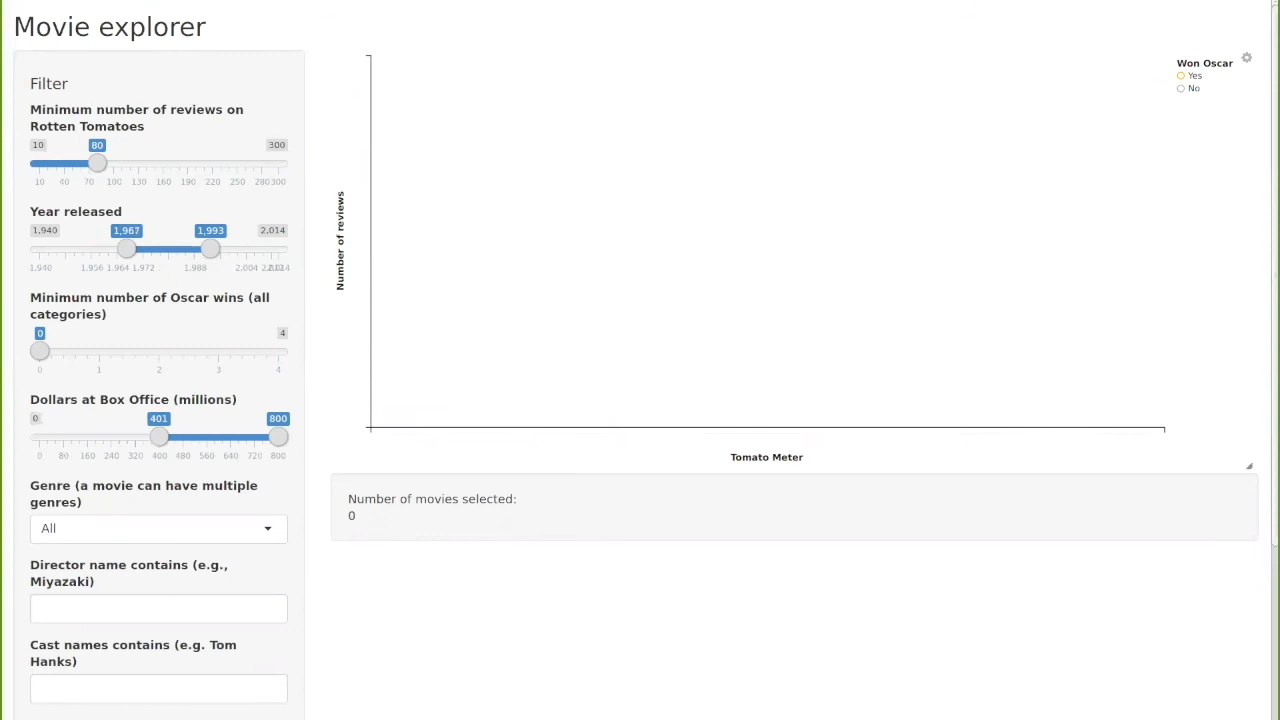 Movie explorer
Filter
Minimum number of reviews on
Rotten Tomatoes
10 80 300
10 40 70 100 130 160 190 220 250 280 300
Year released
1,940 1,967 1,993 2,014
1,940 1,956 1,964 1,972 1,988 2,004 2,014
Minimum number of Oscar wins (all
categories)
0 4
0 1 2 3 4
Dollars at Box Office (millions)
0 401 800
0 80 160 240 320 400 480 560 640 720 800
Genre (a movie can have multiple
genres)
All
Director name contains (e.g.,
Miyazaki)
Cast names contains (e.g. Tom
Hanks)
Number of reviews
Tomato Meter
Won Oscar
Yes
No
Number of movies selected:
0